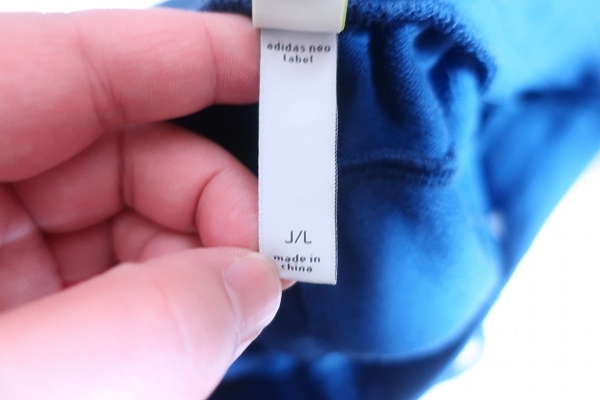 adidas neo
label
J/L
made in
china